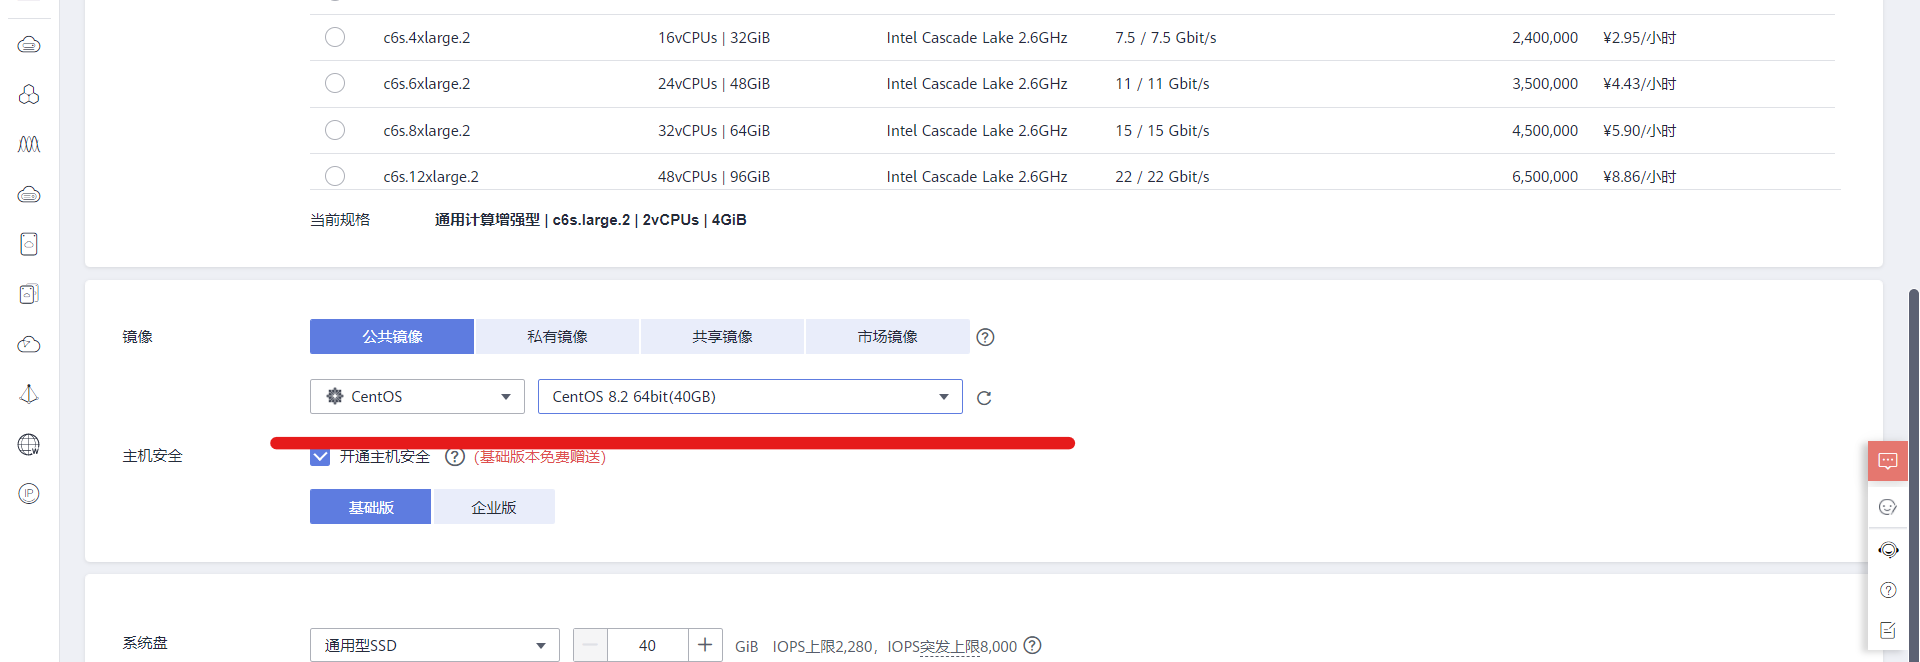 c6s.4xlarge.2 16vCPUs | 32GiB Intel Cascade Lake 2.6GHz 7.5 / 7.5 Gbit/s 2,400,000 ¥2.95/小时
c6s.6xlarge.2 24vCPUs | 48GiB Intel Cascade Lake 2.6GHz 11 / 11 Gbit/s 3,500,000 ¥4.43/小时
c6s.8xlarge.2 32vCPUs | 64GiB Intel Cascade Lake 2.6GHz 15 / 15 Gbit/s 4,500,000 ¥5.90/小时
c6s.12xlarge.2 48vCPUs | 96GiB Intel Cascade Lake 2.6GHz 22 / 22 Gbit/s 6,500,000 ¥8.86/小时
当前规格 通用计算增强型 | c6s.large.2 | 2vCPUs | 4GiB
镜像 公共镜像 私有镜像 共享镜像 市场镜像
CentOS CentOS 8.2 64bit(40GB)
主机安全 开通主机安全 (基础版本免费赠送)
基础版 企业版
系统盘 通用型SSD 40 GiB IOPS上限2,280，IOPS突发上限8,000
W
IP